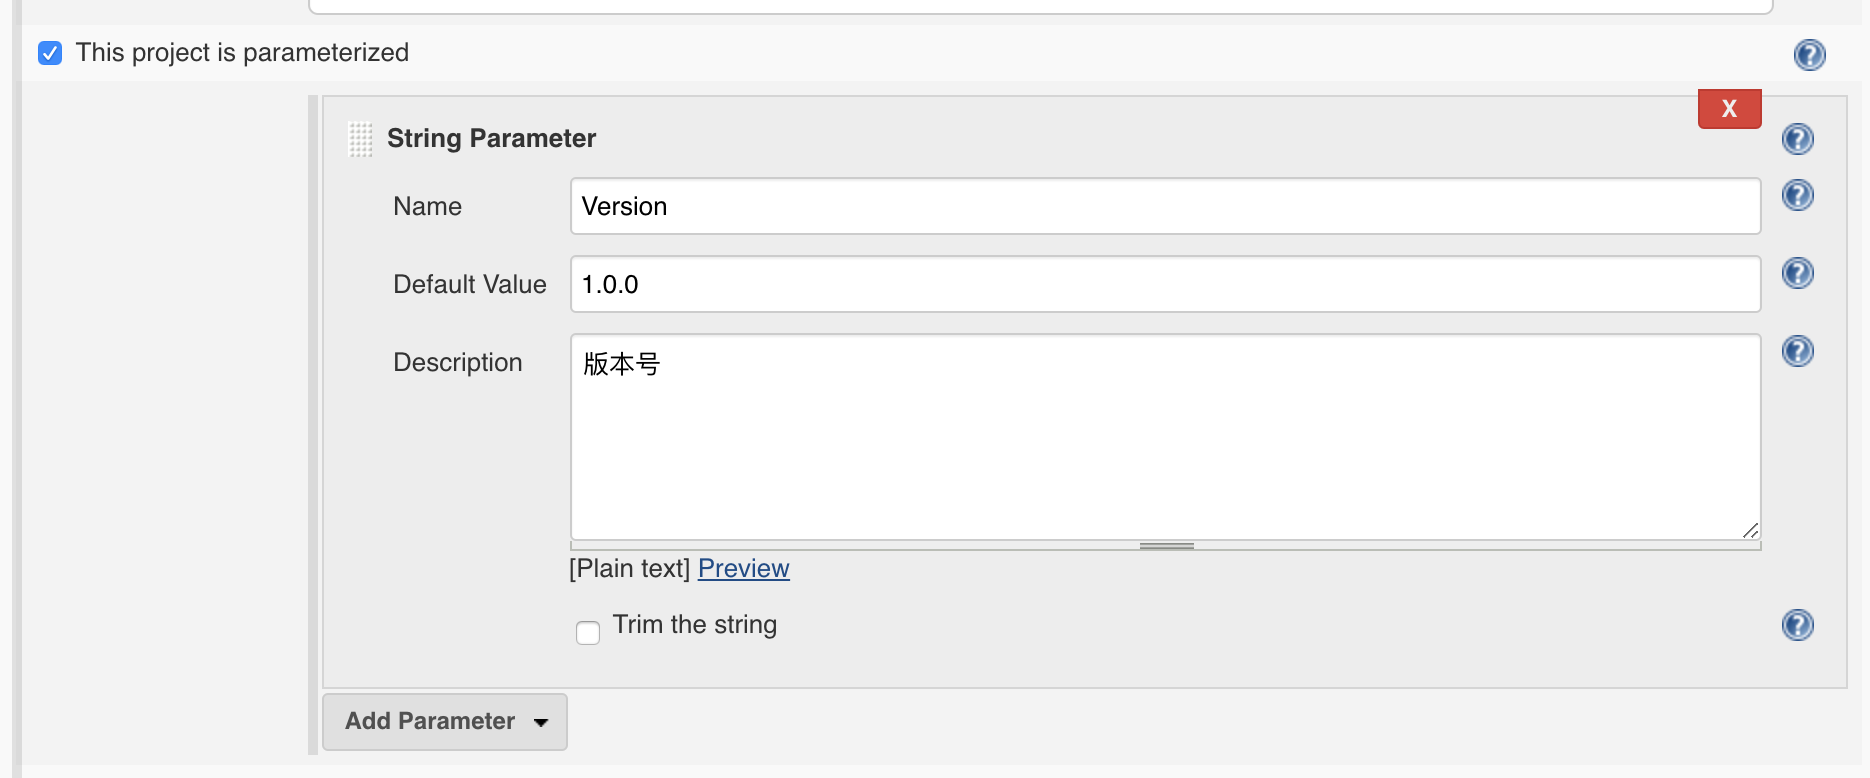 This project is parameterized
X
String Parameter
Name
Version
Default Value
1.0.0
Description
版本号
[Plain text] Preview
Trim the string
Add Parameter